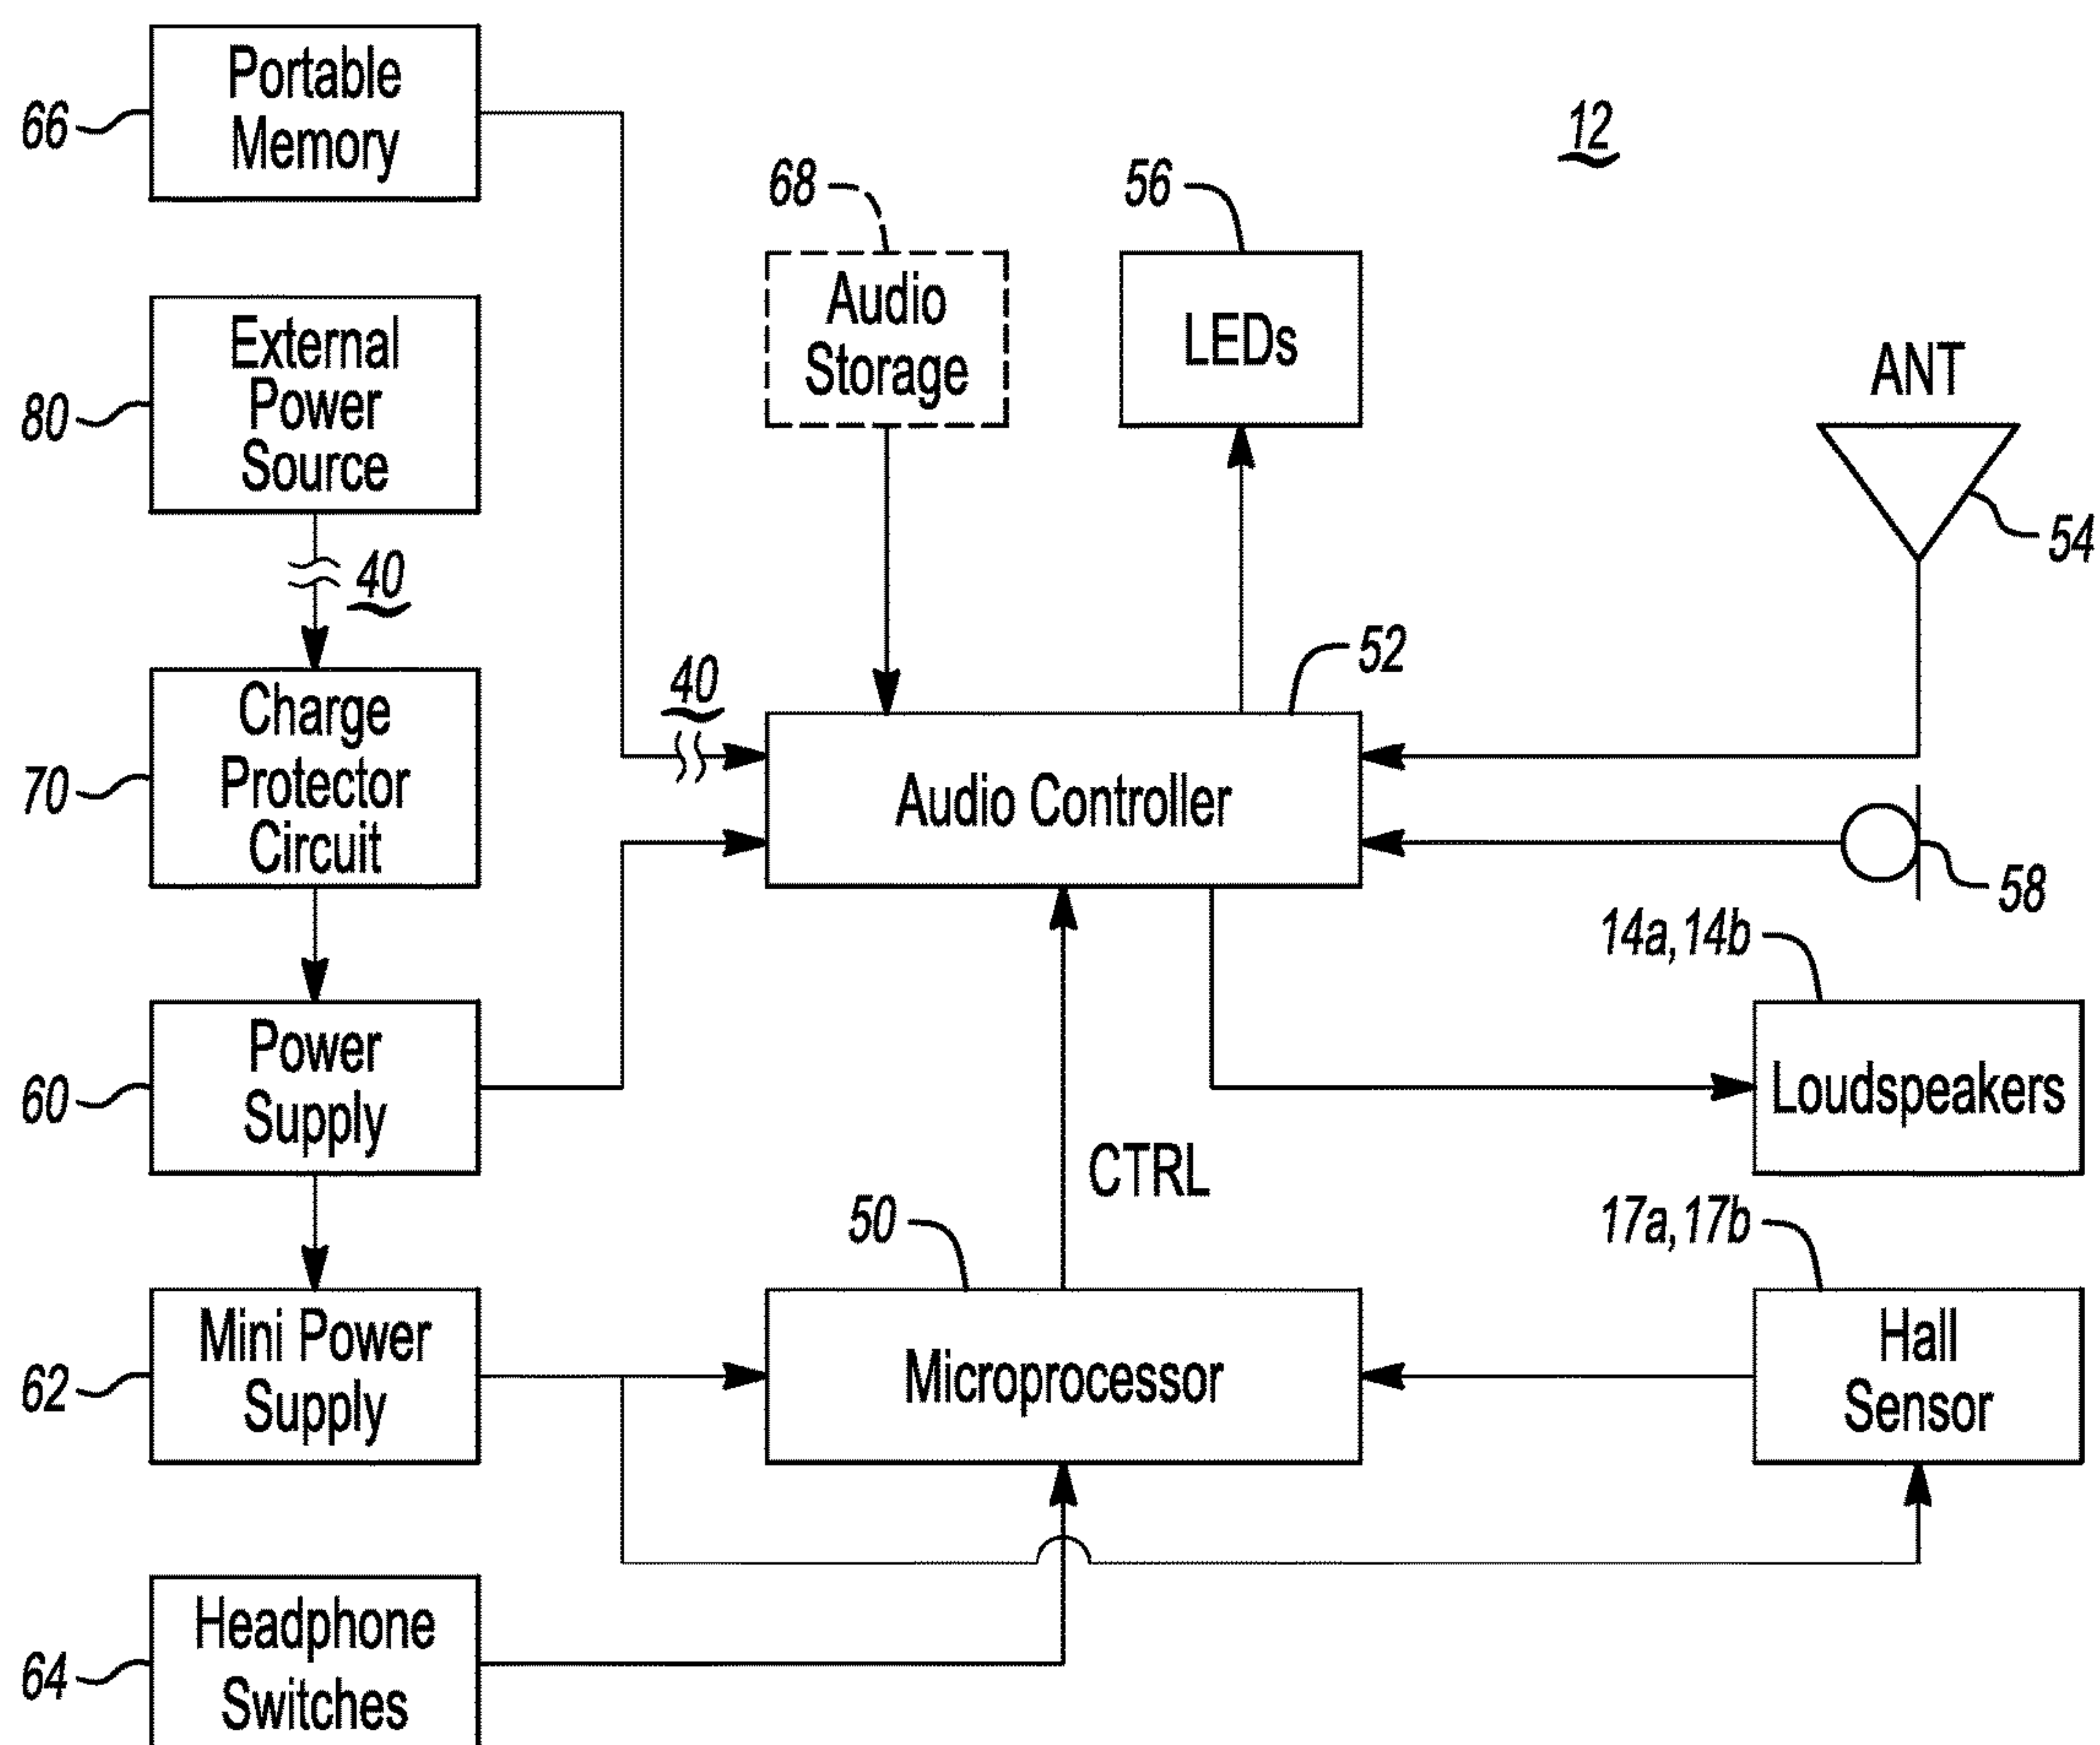 Portable
Memory
66
12
68
56
Audio
Storage
LEDs
External
Power
Source
80
ANT
54
40
52
40
Charge
Protector
Circuit
70
Audio Controller
58
14a, 14b
Power
Supply
60
Loudspeakers
CTRL
50
17a, 17b
Mini Power
Supply
62
Microprocessor
Hall
Sensor
Headphone
Switches
64